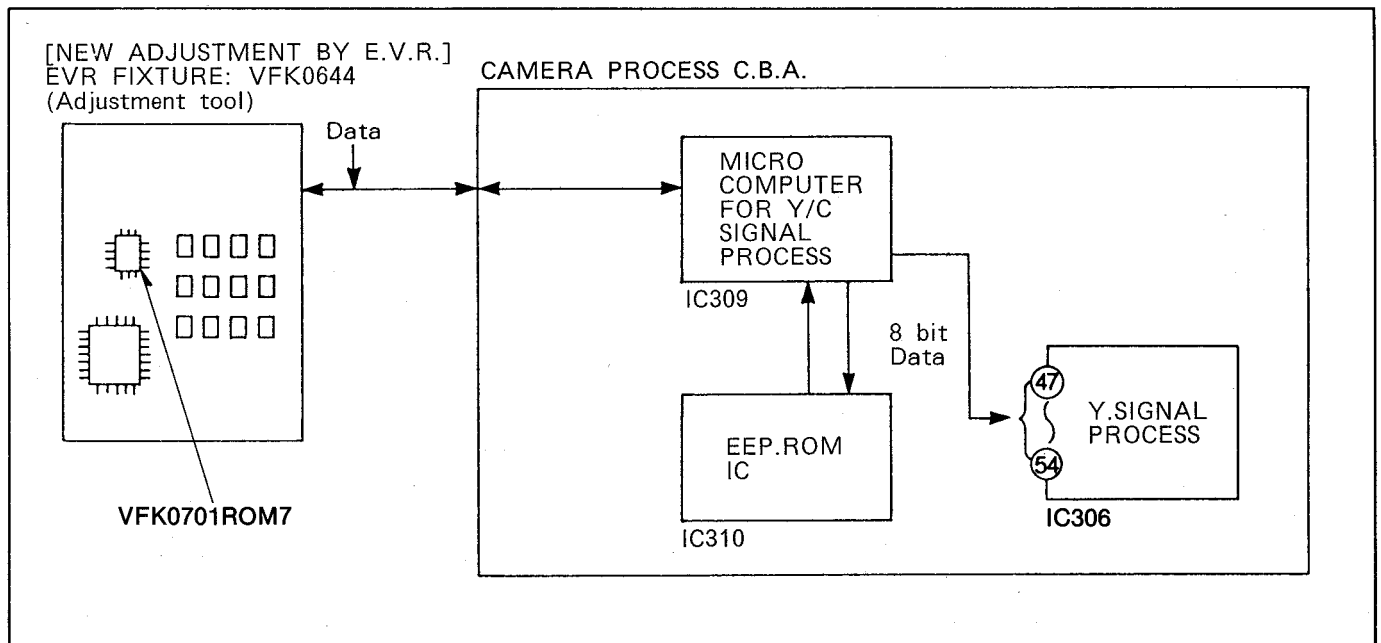 [NEW ADJUSTMENT BY E.V.R.]
EVR FIXTURE: VFK0644
(Adjustment tool)
CAMERA PROCESS C.B.A.
Data
MICRO
COMPUTER
FOR Y/C
SIGNAL
PROCESS
IC309
8 bit
Data
EEP.ROM
IC
IC310
47
54
Y.SIGNAL
PROCESS
IC306
VFK0701ROM7